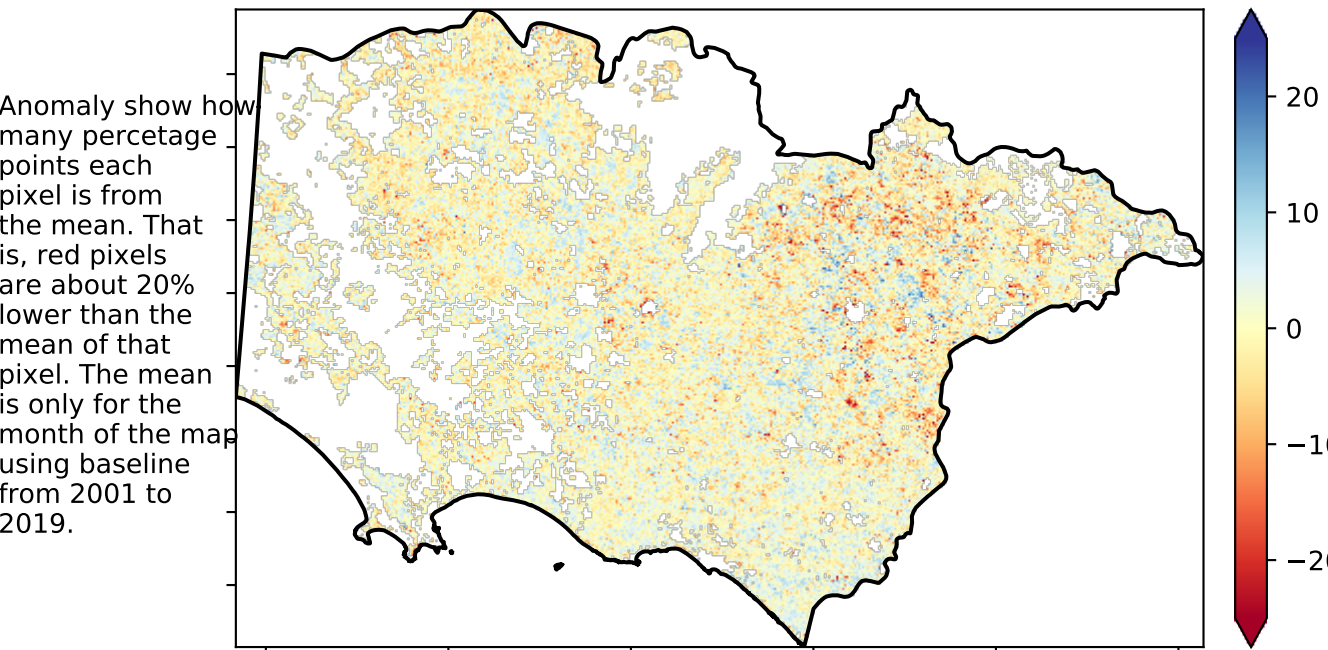 Anomaly show how
many percetage
points each
pixel is from
the mean. That
is, red pixels
are about 20%
lower than the
mean of that
pixel. The mean
is only for the
month of the map
using baseline
from 2001 to
2019.
20
10
0
−10
−20